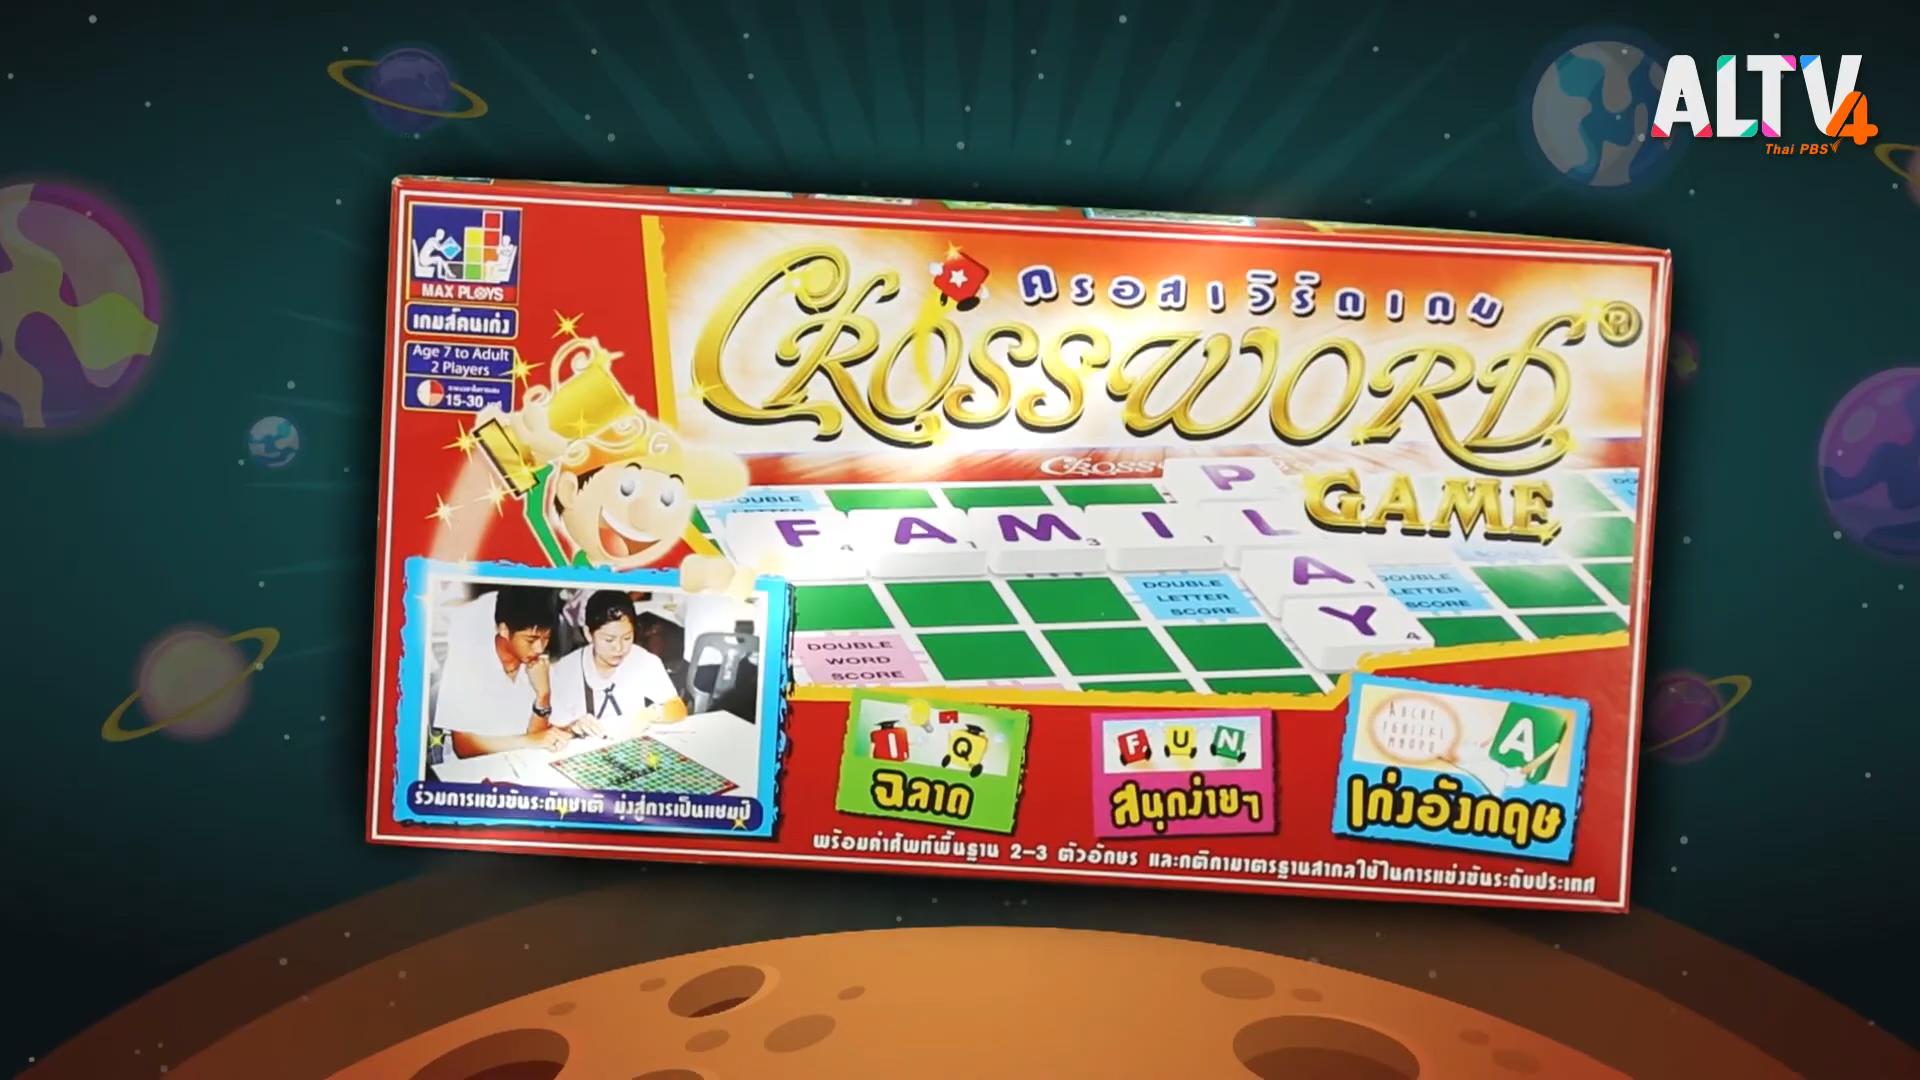 ALTV4
Thai PBS
MAX PLOYS
เกมส์คนเก่ง
Age 7 to Adult
2 Players
15-30 นาที
ครอสเวิร์ดเกม
CROSSWORD®
GAME
P
FAMIL
A
Y
DOUBLE
DOUBLE
LETTER
SCORE
DOUBLE
LETTER
SCORE
DOUBLE
WORD
SCORE
ร่วมการแข่งขันระดับชาติ มุ่งสู่การเป็นแชมป์
IQ
ฉลาด
FUN
สนุกง่ายๆ
A
เก่งอังกฤษ
พร้อมคำศัพท์พื้นฐาน 2-3 ตัวอักษร และกติกามาตรฐานสากลใช้ในการแข่งขันระดับประเทศ